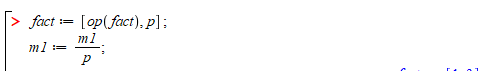 > fact := [op(fact), p];
m1 := m1/p;